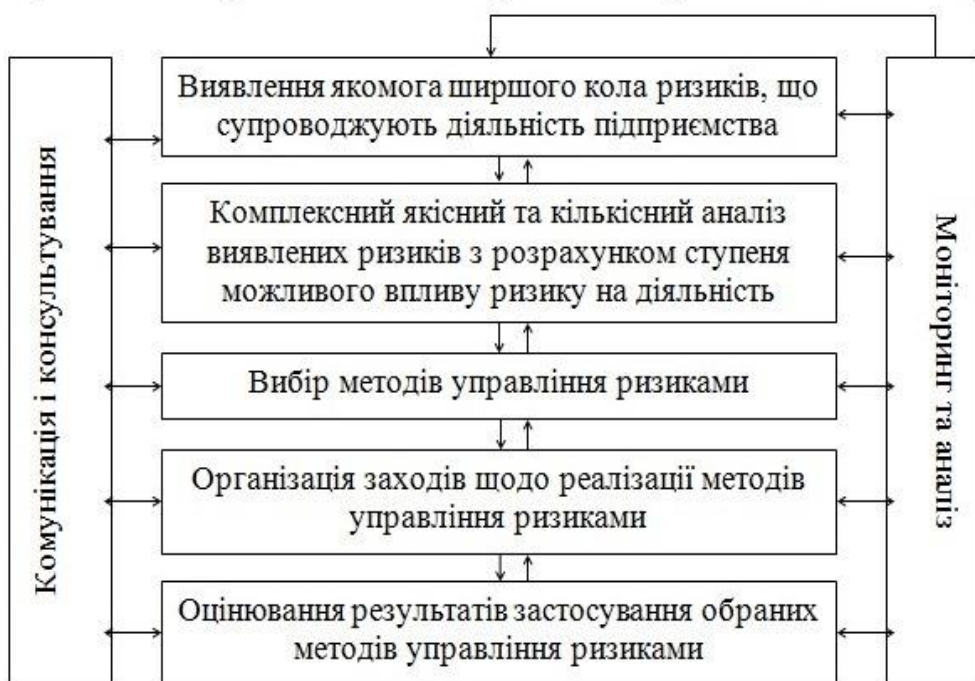 Комунікація і консультування
Виявлення якомога ширшого кола ризиків, що
супроводжують діяльність підприємства
Комплексний якісний та кількісний аналіз
виявлених ризиків з розрахунком ступеня
можливого впливу ризику на діяльність
Вибір методів управління ризиками
Організація заходів щодо реалізації методів
управління ризиками
Оцінювання результатів застосування обраних
методів управління ризиками
Моніторинг та аналіз